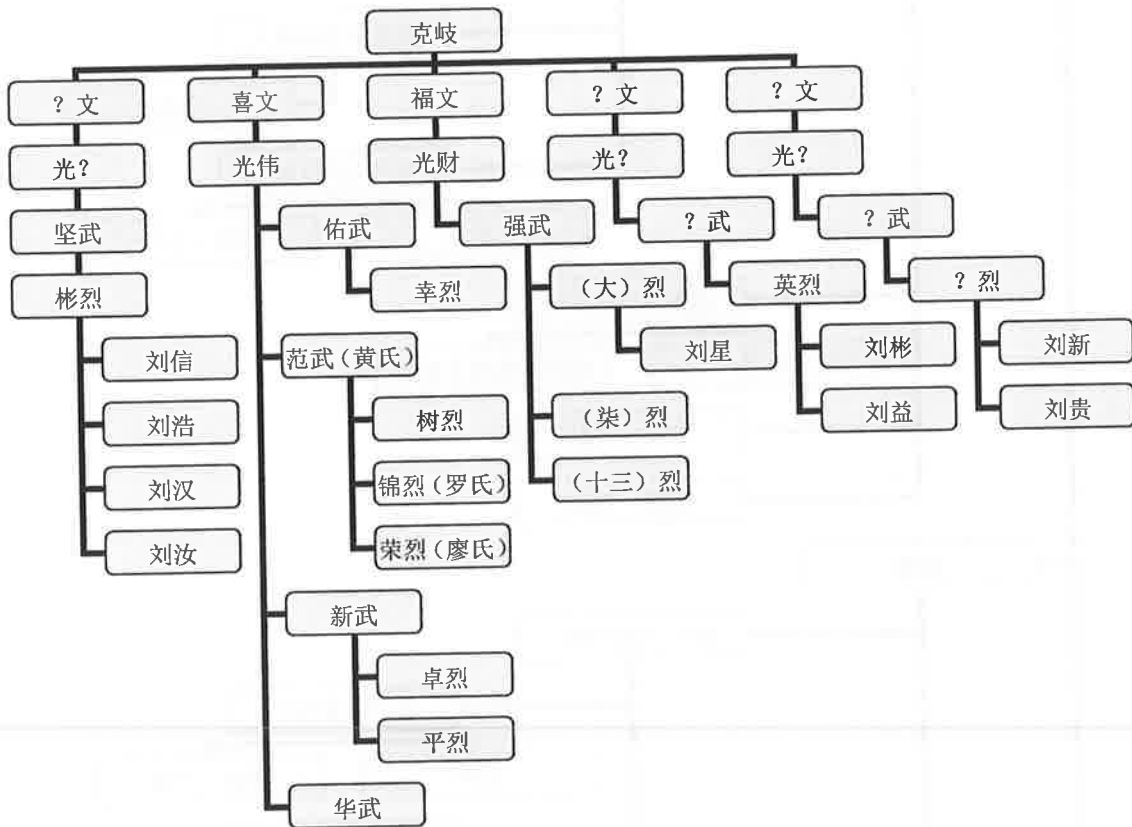 克岐
？文
喜文
福文
？文
？文
光？
光伟
光财
光？
光？
坚武
佑武
强武
？武
？武
彬烈
幸烈
（大）烈
英烈
？烈
刘信
范武（黄氏）
刘星
刘彬
刘新
刘浩
树烈
（柒）烈
刘益
刘贵
刘汉
锦烈（罗氏）
（十三）烈
刘汝
荣烈（廖氏）
新武
卓烈
平烈
华武